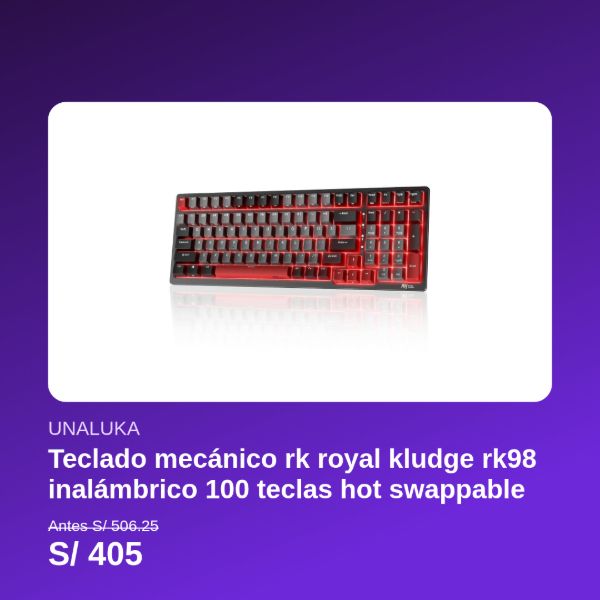 UNALUKA
Teclado mecánico rk royal kludge rk98
inalámbrico 100 teclas hot swappable
Antes S/ 506.25
S/ 405